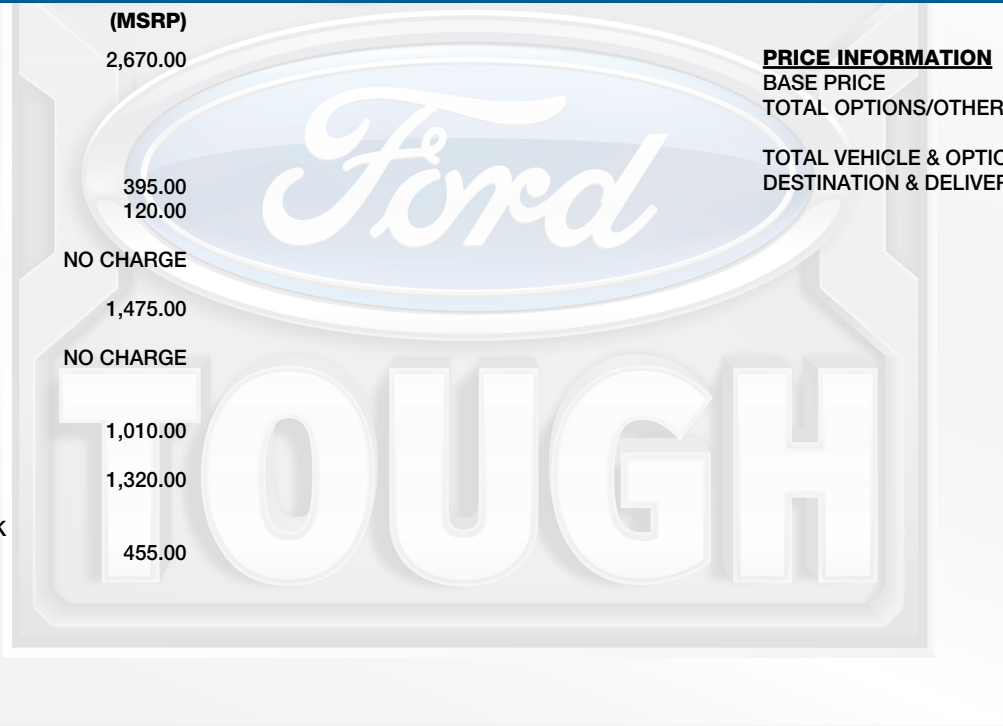 (MSRP)
2,670.00
395.00
120.00
NO CHARGE
1,475.00
NO CHARGE
1,010.00
1,320.00
K
455.00
PRICE INFORMATION
BASE PRICE
TOTAL OPTIONS/OTHER
TOTAL VEHICLE & OPTIO
DESTINATION & DELIVER
Ford
TOUGH